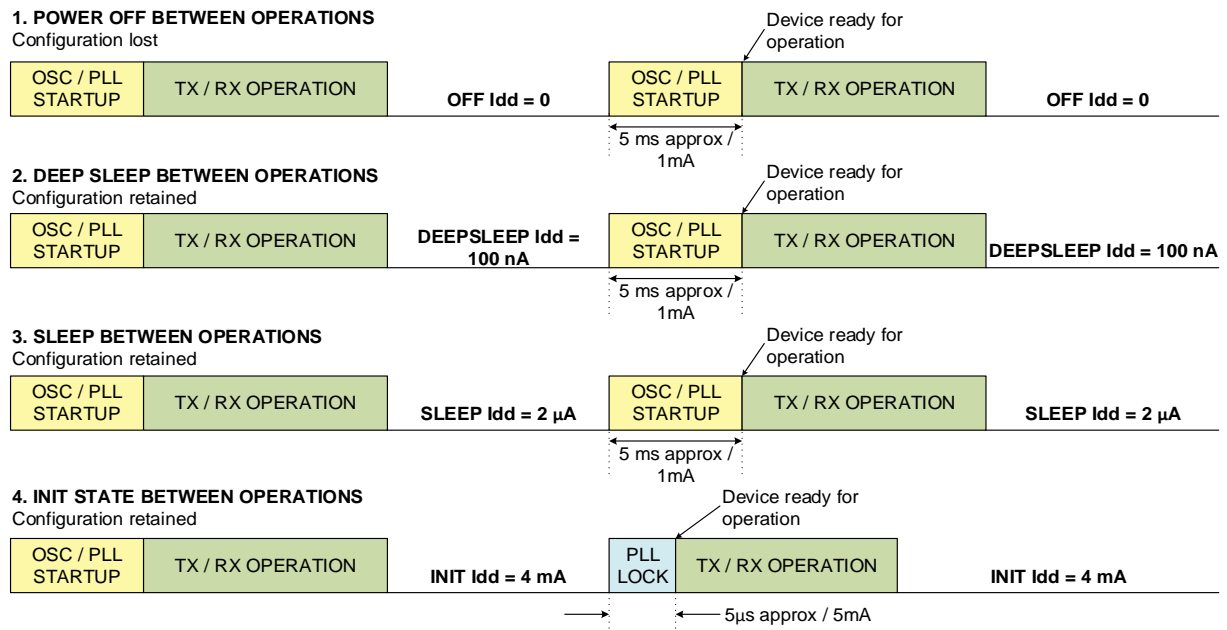 1. POWER OFF BETWEEN OPERATIONS
Configuration lost
Device ready for
operation
OSC / PLL
STARTUP
TX / RX OPERATION
OFF Idd = 0
OSC / PLL
STARTUP
TX / RX OPERATION
OFF Idd = 0
5 ms approx /
1mA
2. DEEP SLEEP BETWEEN OPERATIONS
Configuration retained
Device ready for
operation
OSC / PLL
STARTUP
TX / RX OPERATION
DEEPSLEEP Idd =
100 nA
OSC / PLL
STARTUP
TX / RX OPERATION
DEEPSLEEP Idd = 100 nA
5 ms approx /
1mA
3. SLEEP BETWEEN OPERATIONS
Configuration retained
Device ready for
operation
OSC / PLL
STARTUP
TX / RX OPERATION
SLEEP Idd = 2 µA
OSC / PLL
STARTUP
TX / RX OPERATION
SLEEP Idd = 2 µA
5 ms approx /
1mA
4. INIT STATE BETWEEN OPERATIONS
Configuration retained
Device ready for
operation
OSC / PLL
STARTUP
TX / RX OPERATION
INIT Idd = 4 mA
PLL
LOCK
TX / RX OPERATION
INIT Idd = 4 mA
5µs approx / 5mA